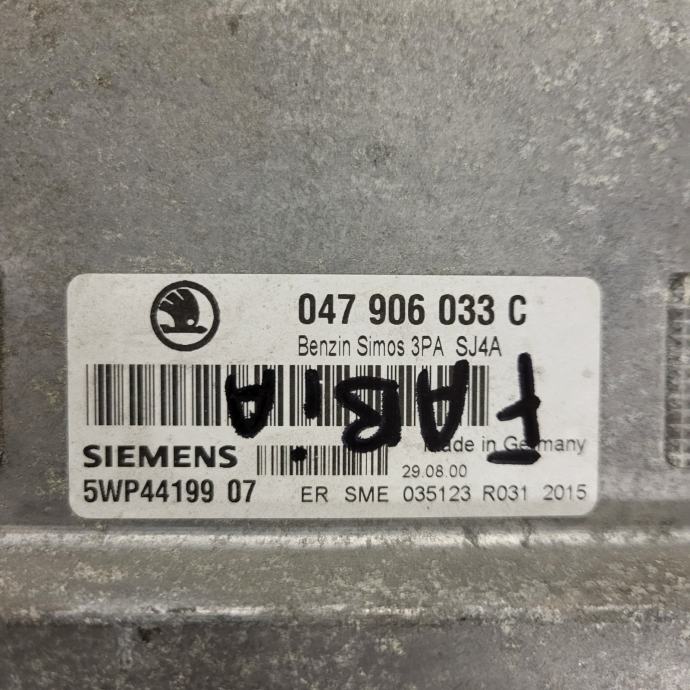 047 906 033 C
Benzin Simos 3PA SJ4A
FABIA
Made in Germany
SIEMENS
29.08.00
5WP44199 07
ER SME 035123 R031 2015